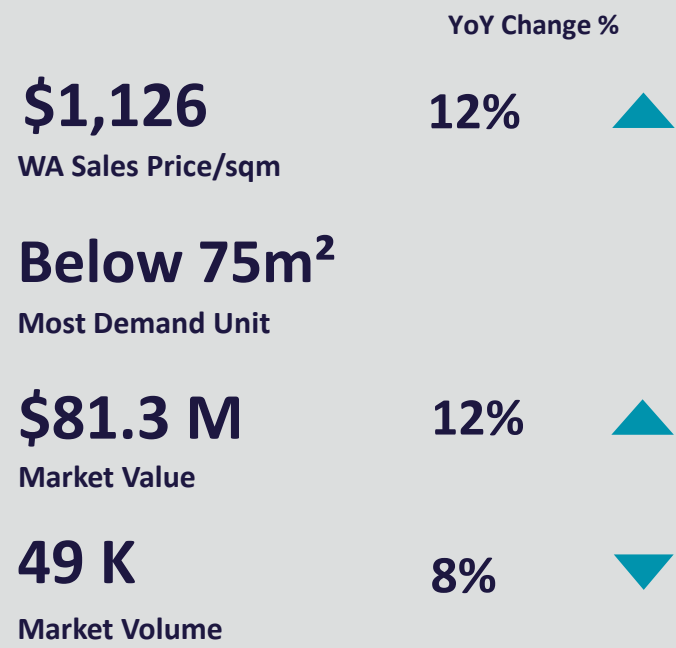 YoY Change %
$1,126
12%
WA Sales Price/sqm
Below 75m²
Most Demand Unit
$81.3 M
12%
Market Value
49 K
8%
Market Volume